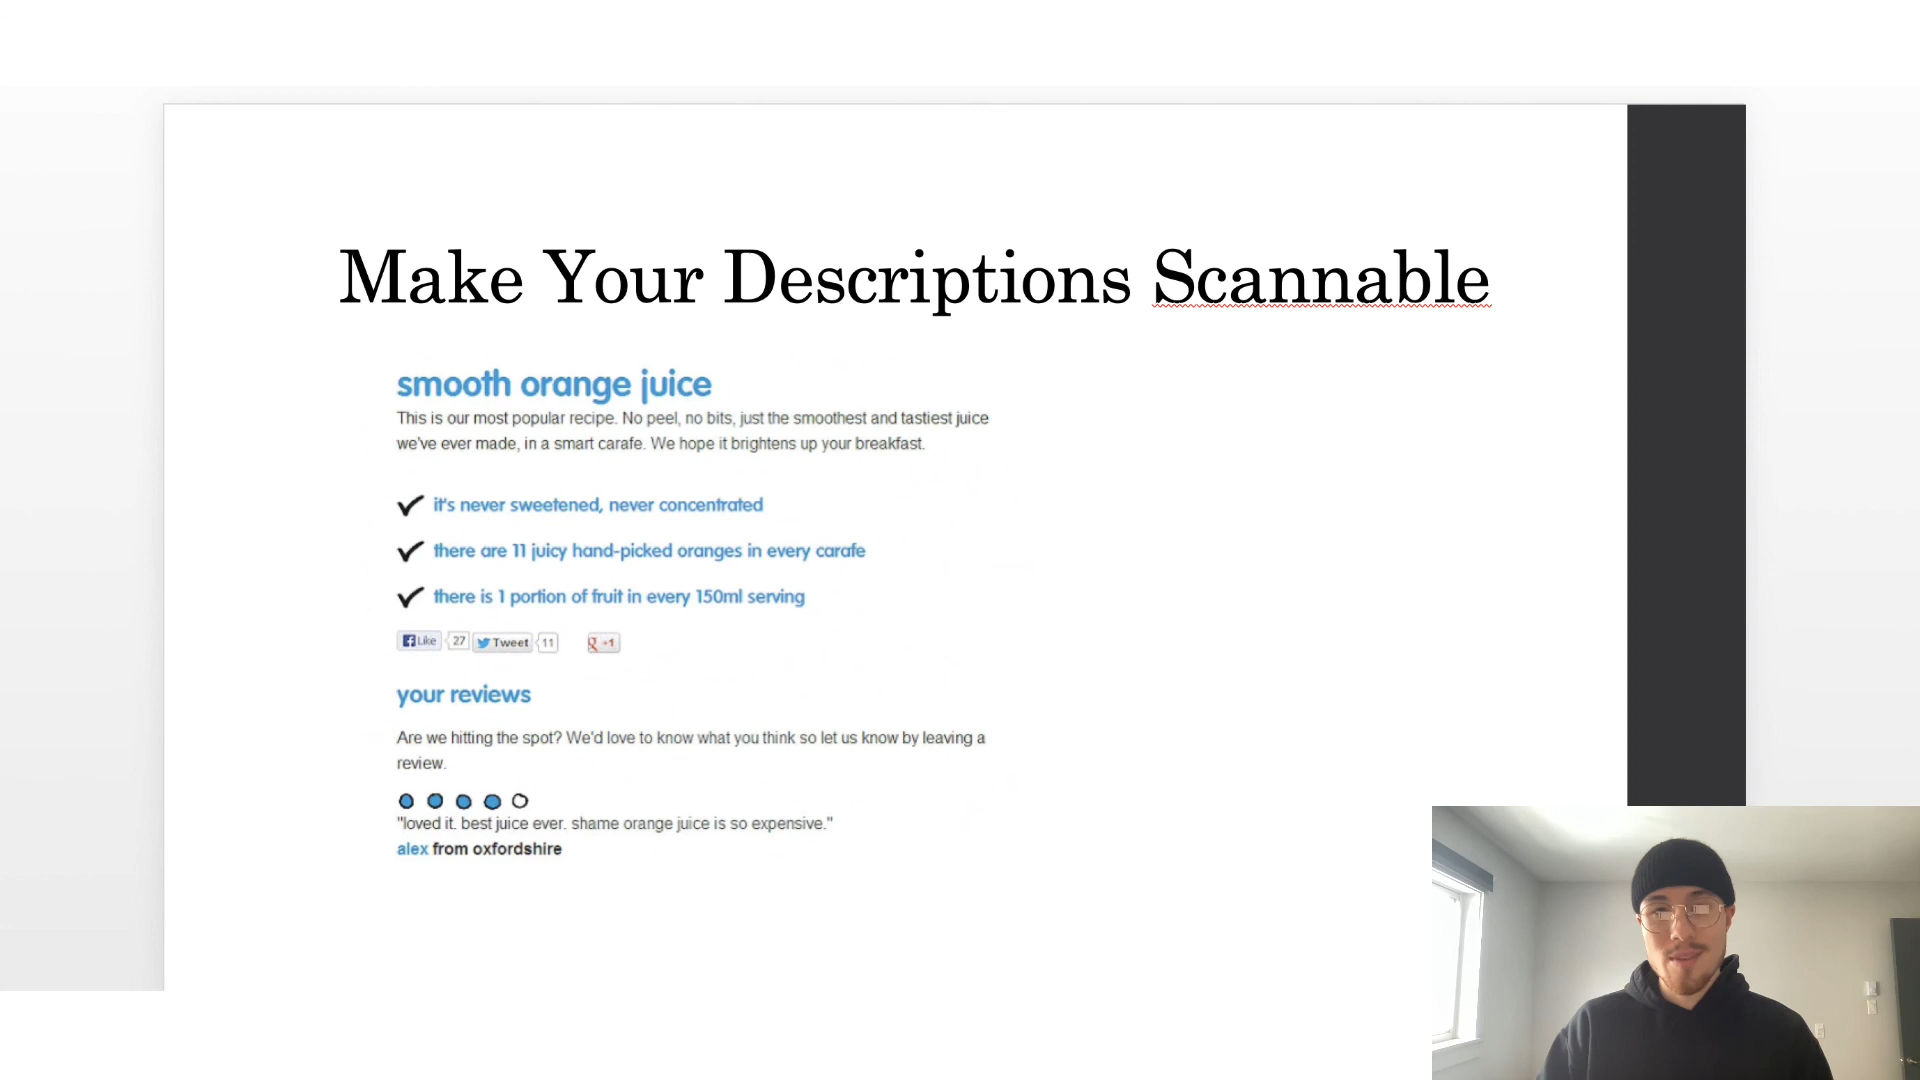 Make Your Descriptions Scannable
smooth orange juice
This is our most popular recipe. No peel, no bits, just the smoothest and tastiest juice
we've ever made, in a smart carafe. We hope it brightens up your breakfast.
it's never sweetened, never concentrated
there are 11 juicy hand-picked oranges in every carafe
there is 1 portion of fruit in every 150ml serving
Like 27 Tweet 11 g +1
your reviews
Are we hitting the spot? We'd love to know what you think so let us know by leaving a
review.
"loved it. best juice ever. shame orange juice is so expensive."
alex from oxfordshire